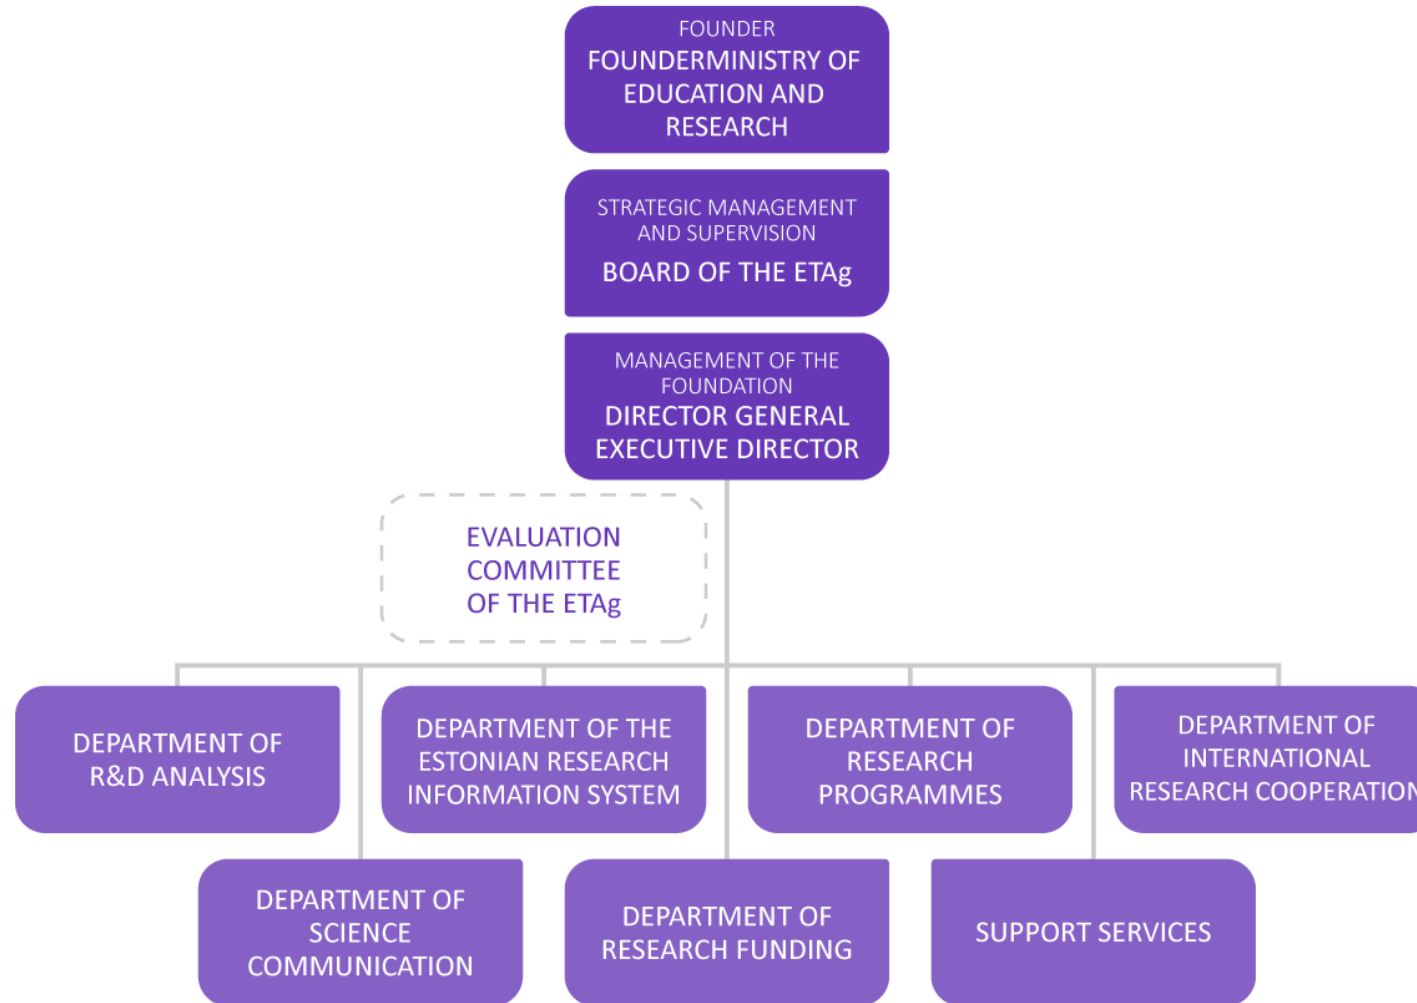 FOUNDER
FOUNDERMINISTRY OF
EDUCATION AND
RESEARCH
STRATEGIC MANAGEMENT
AND SUPERVISION
BOARD OF THE ETAg
MANAGEMENT OF THE
FOUNDATION
DIRECTOR GENERAL
EXECUTIVE DIRECTOR
EVALUATION
COMMITTEE
OF THE ETAg
DEPARTMENT OF
R&D ANALYSIS
DEPARTMENT OF THE
ESTONIAN RESEARCH
INFORMATION SYSTEM
DEPARTMENT OF
RESEARCH
PROGRAMMES
DEPARTMENT OF
INTERNATIONAL
RESEARCH COOPERATION
DEPARTMENT OF
SCIENCE
COMMUNICATION
DEPARTMENT OF
RESEARCH FUNDING
SUPPORT SERVICES